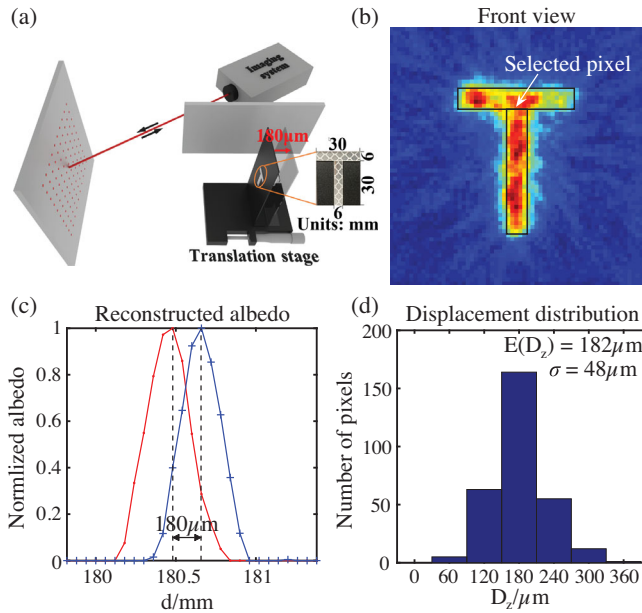 (a)
Imaging
system
180μm
30
6
30
6
Units: mm
Translation stage
(b)
Front view
Selected pixel
(c)
Reconstructed albedo
Normlized albedo
1
0.8
0.6
0.4
0.2
0
180μm
180
180.5
181
d/mm
(d)
Displacement distribution
E(D_z) = 182μm
σ = 48μm
Number of pixels
200
150
100
50
0
0 60 120 180 240 300 360
D_z/μm